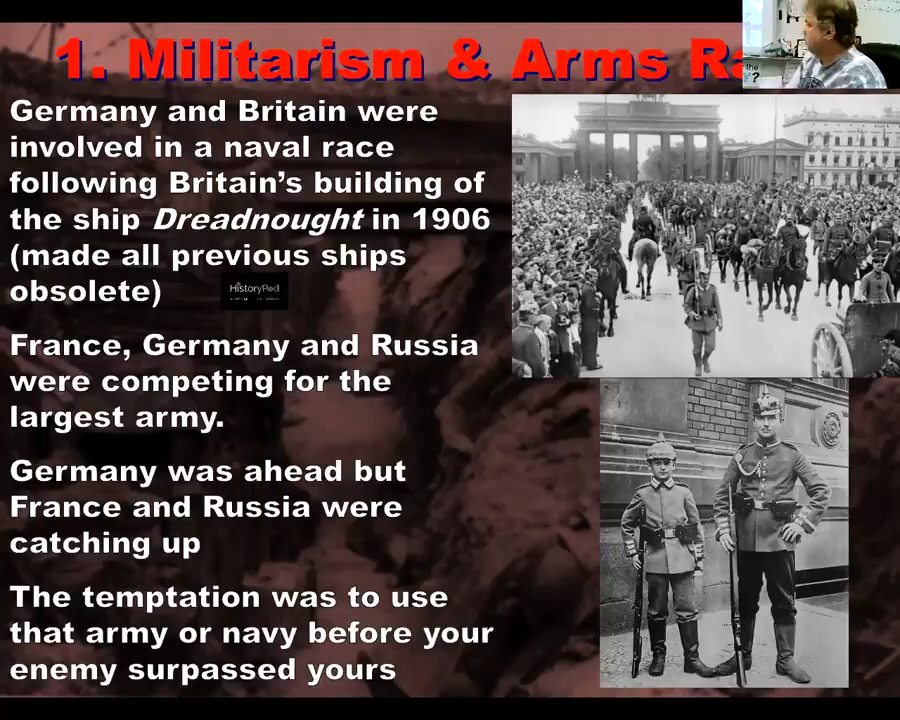 1. Militarism & Arms Ra
the
?
Germany and Britain were
involved in a naval race
following Britain's building of
the ship Dreadnought in 1906
(made all previous ships
obsolete)
HistoryPod
France, Germany and Russia
were competing for the
largest army.
Germany was ahead but
France and Russia were
catching up
The temptation was to use
that army or navy before your
enemy surpassed yours